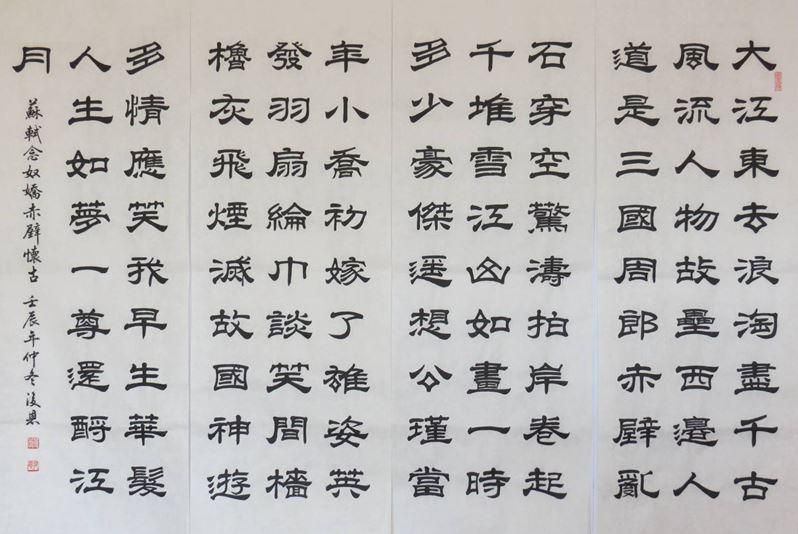 大江東去浪淘盡千古
風流人物故壘西邊人
道是三國周郎赤壁亂
石穿空驚濤拍岸卷起
千堆雪江山如畫一時
多少豪傑遙想公瑾當
年小喬初嫁了雄姿英
發羽扇綸巾談笑間檣
櫓灰飛煙滅故國神遊
多情應笑我早生華髮
人生如夢一尊還酹江
月
蘇軾念奴嬌赤壁懷古 壬辰年仲冬